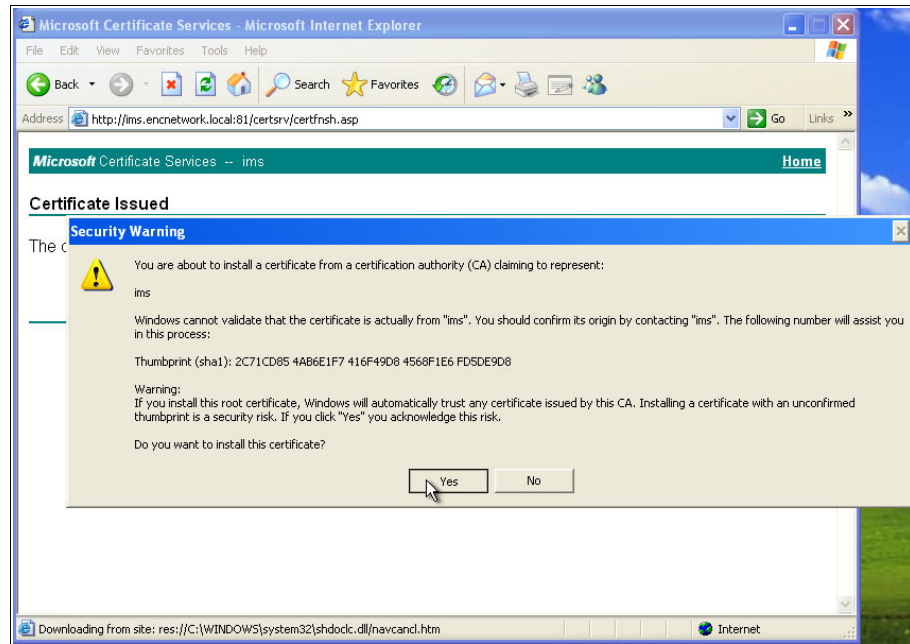 Microsoft Certificate Services - Microsoft Internet Explorer
File Edit View Favorites Tools Help
Back Search Favorites
Address http://ims.encnetwork.local:81/certsrv/certfnsh.asp Go Links »
Microsoft Certificate Services -- ims Home
Certificate Issued
The c
Security Warning
You are about to install a certificate from a certification authority (CA) claiming to represent:
ims
Windows cannot validate that the certificate is actually from "ims". You should confirm its origin by contacting "ims". The following number will assist you
in this process:
Thumbprint (sha1): 2C71CD85 4AB6E1F7 416F49D8 4568F1E6 FD5DE9D8
Warning:
If you install this root certificate, Windows will automatically trust any certificate issued by this CA. Installing a certificate with an unconfirmed
thumbprint is a security risk. If you click "Yes" you acknowledge this risk.
Do you want to install this certificate?
Yes No
Downloading from site: res://C:\WINDOWS\system32\shdoclc.dll/navcancl.htm Internet